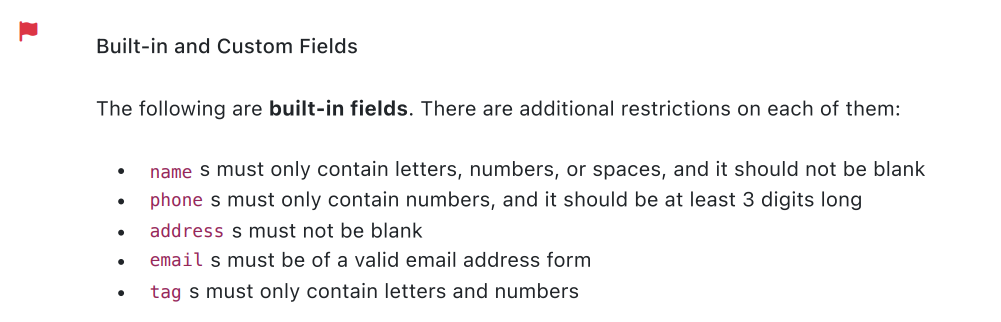 Built-in and Custom Fields
The following are built-in fields. There are additional restrictions on each of them:
• name s must only contain letters, numbers, or spaces, and it should not be blank
• phone s must only contain numbers, and it should be at least 3 digits long
• address s must not be blank
• email s must be of a valid email address form
• tag s must only contain letters and numbers